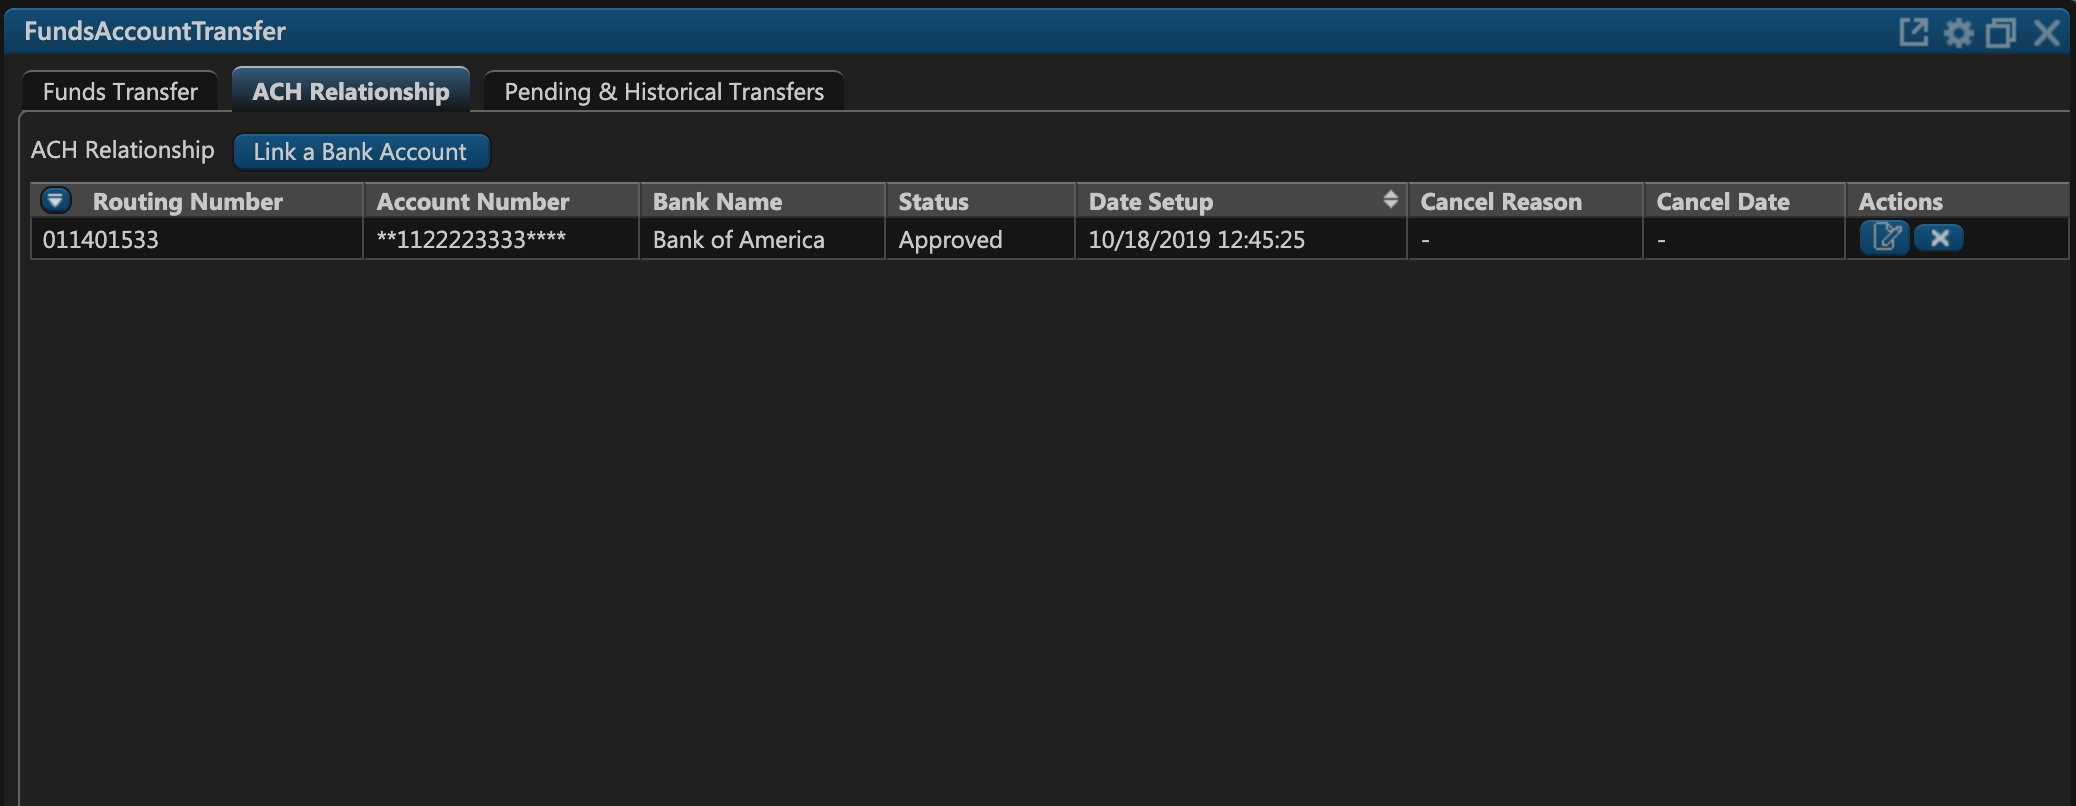 FundsAccountTransfer
Funds Transfer ACH Relationship Pending & Historical Transfers
ACH Relationship Link a Bank Account
Routing Number Account Number Bank Name Status Date Setup Cancel Reason Cancel Date Actions
011401533 **1122223333**** Bank of America Approved 10/18/2019 12:45:25 - -